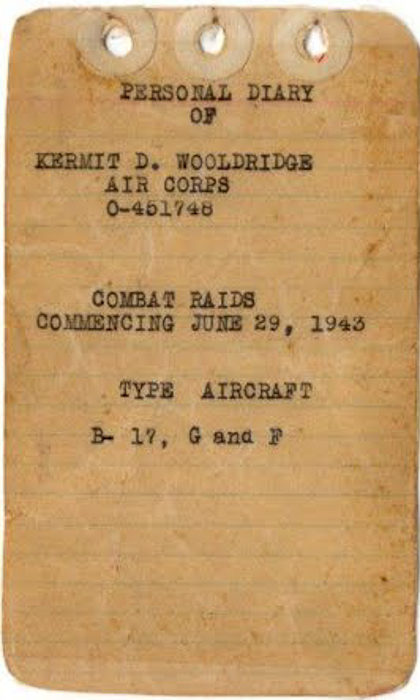 PERSONAL DIARY
OF
KERMIT D. WOOLDRIDGE
AIR CORPS
O-451748
COMBAT RAIDS
COMMENCING JUNE 29, 1943
TYPE AIRCRAFT
B- 17, G and F